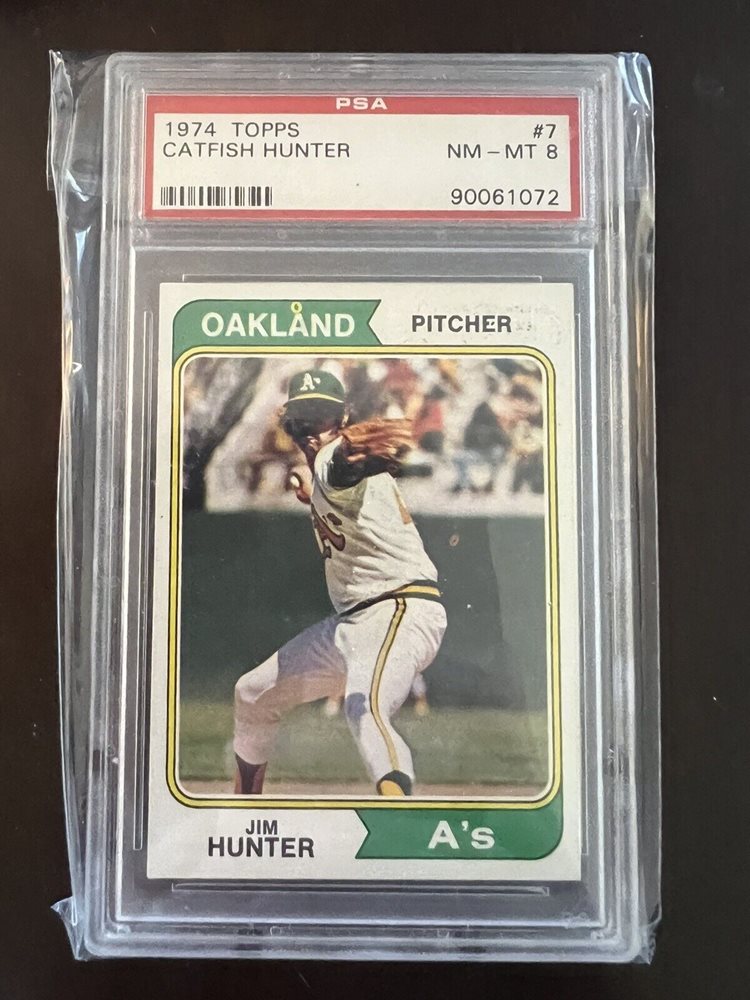 PSA
1974 TOPPS #7
CATFISH HUNTER NM-MT 8
90061072
OAKLAND PITCHER
A's
JIM
HUNTER A's